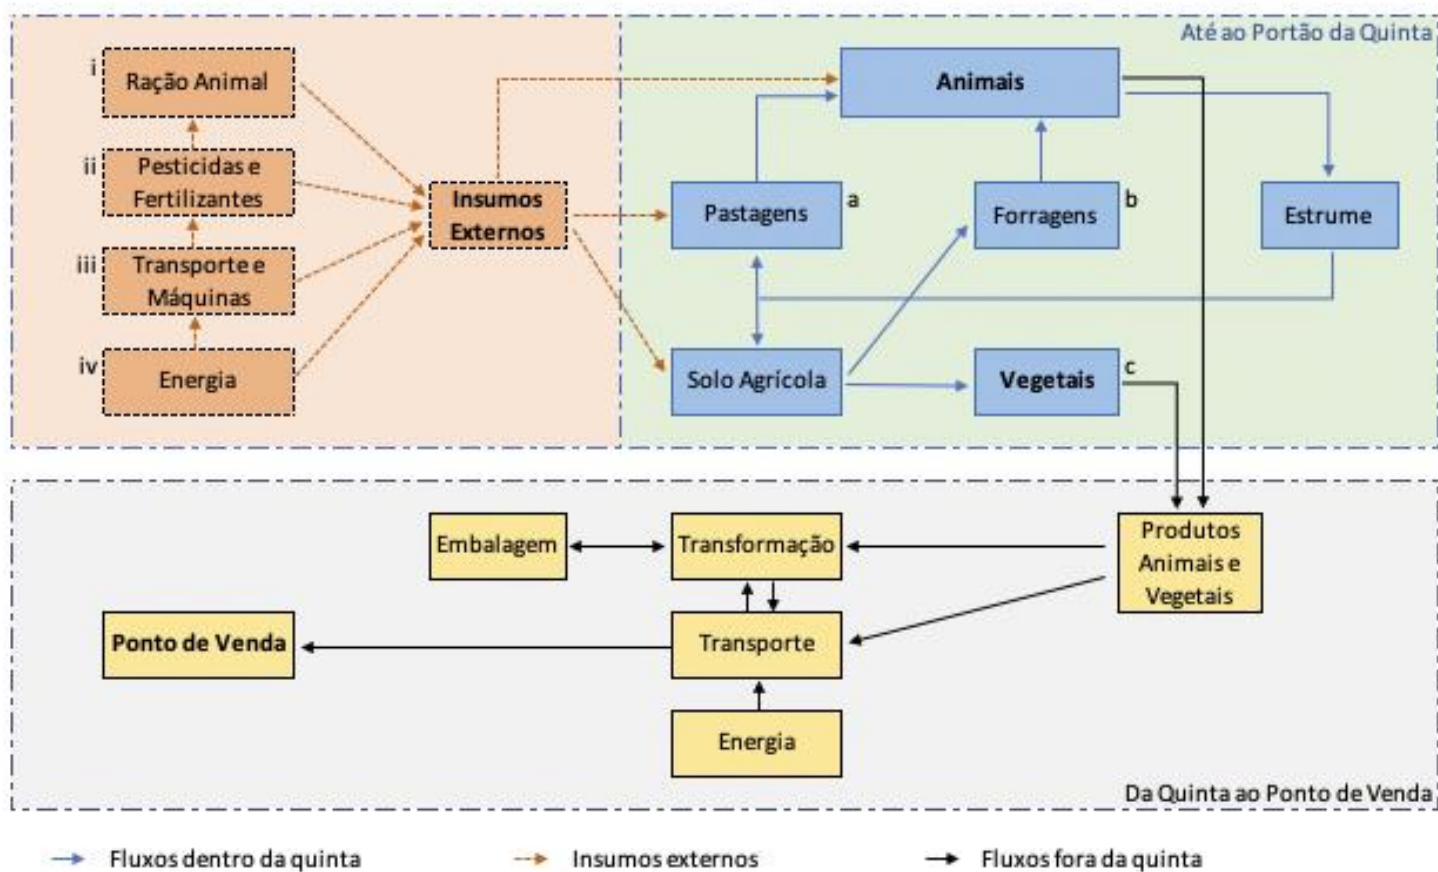 Até ao Portão da Quinta
i
Ração Animal
ii
Pesticidas e
Fertilizantes
iii
Transporte e
Máquinas
iv
Energia
Insumos
Externos
Animais
Pastagens
a
Forragens
b
Estrume
Solo Agrícola
Vegetais
c
Embalagem
Transformação
Produtos
Animais e
Vegetais
Ponto de Venda
Transporte
Energia
Da Quinta ao Ponto de Venda
Fluxos dentro da quinta
Insumos externos
Fluxos fora da quinta